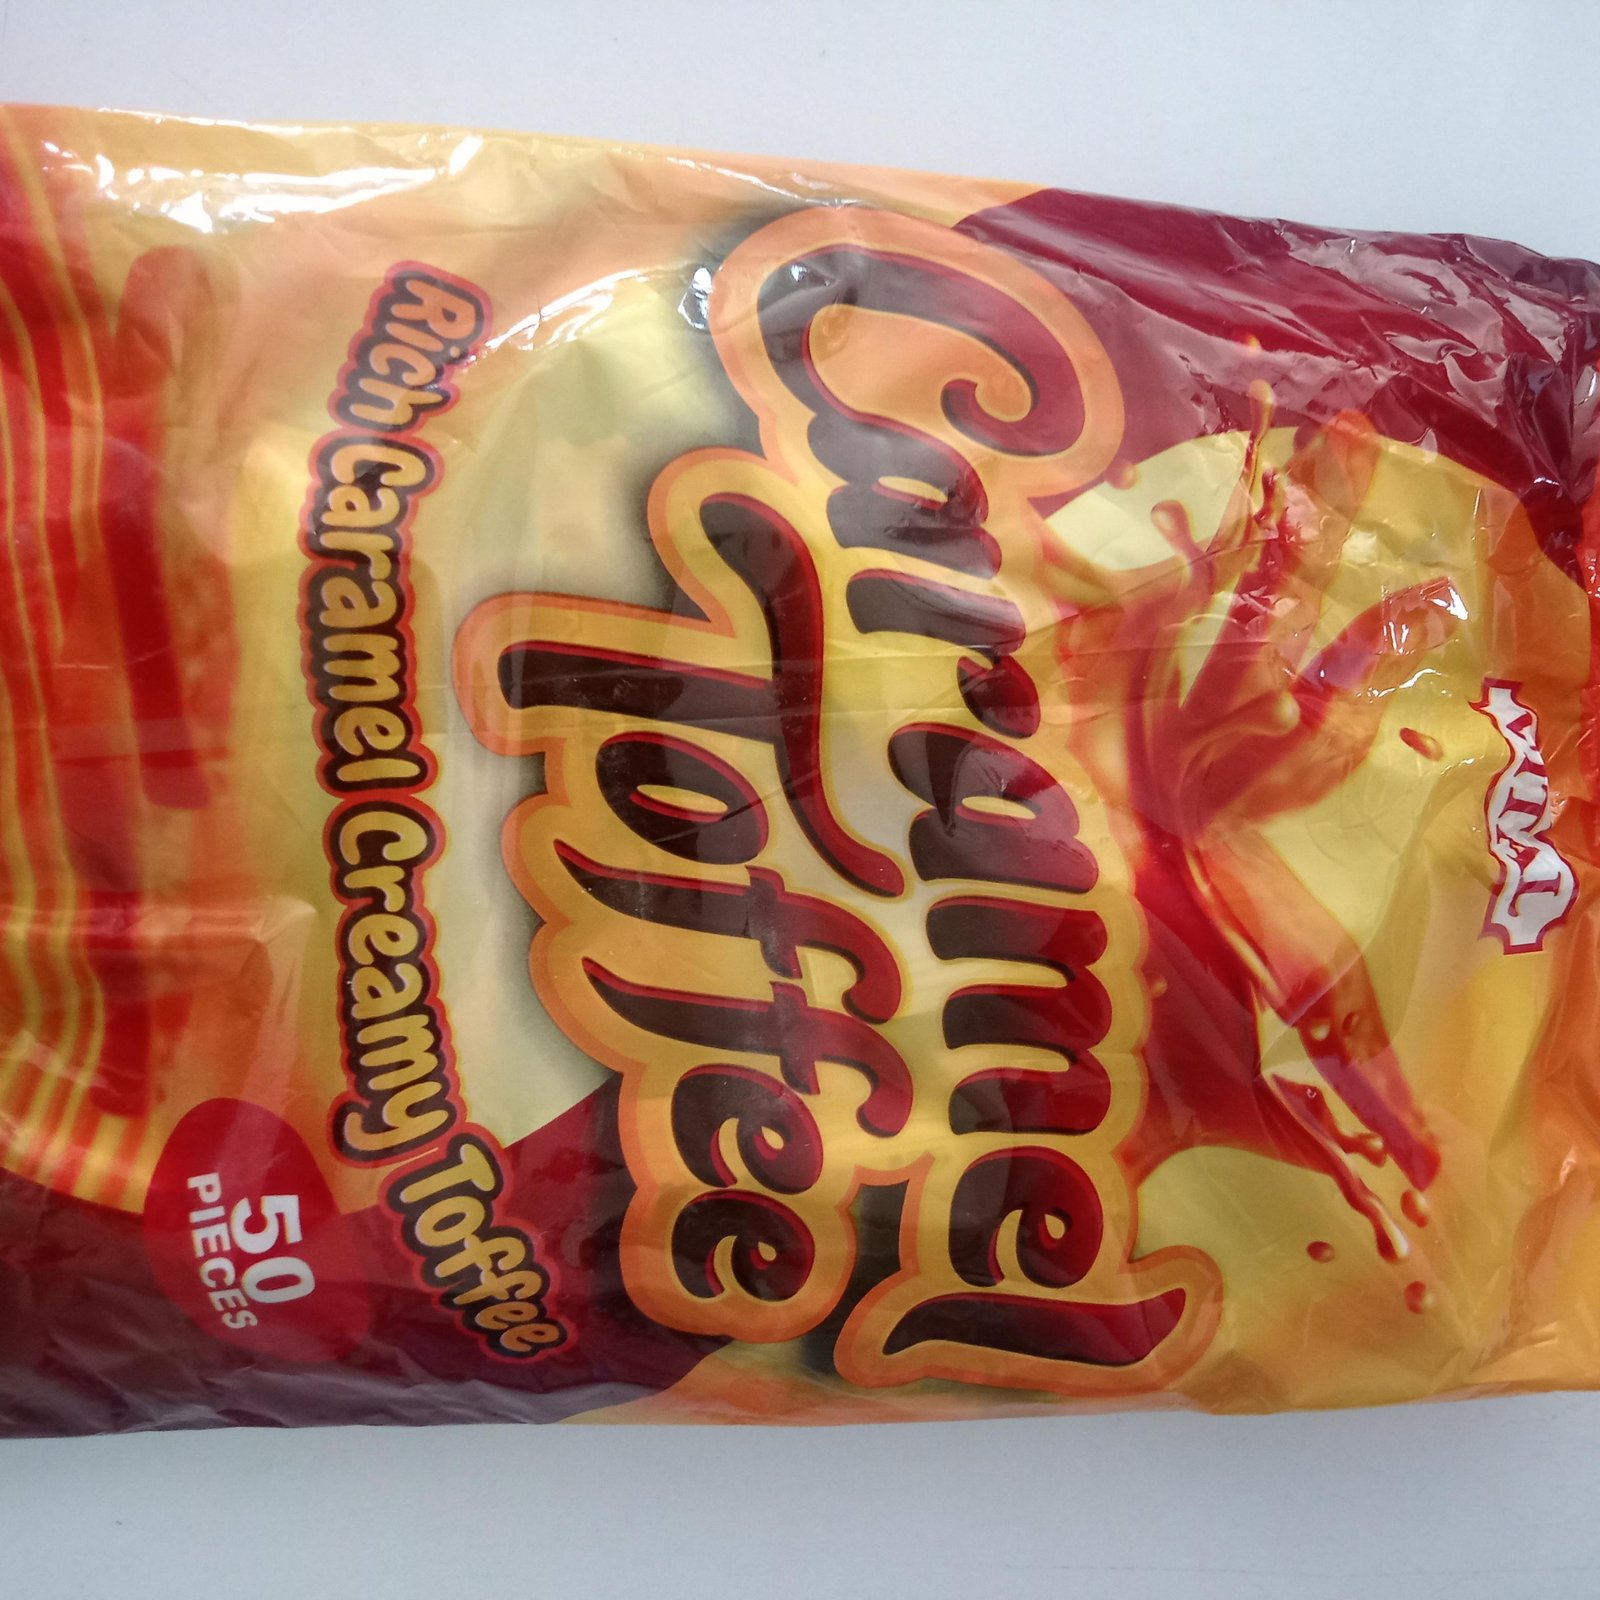 Caramel
Toffee
Rich Caramel Creamy Toffee
50
PIECES